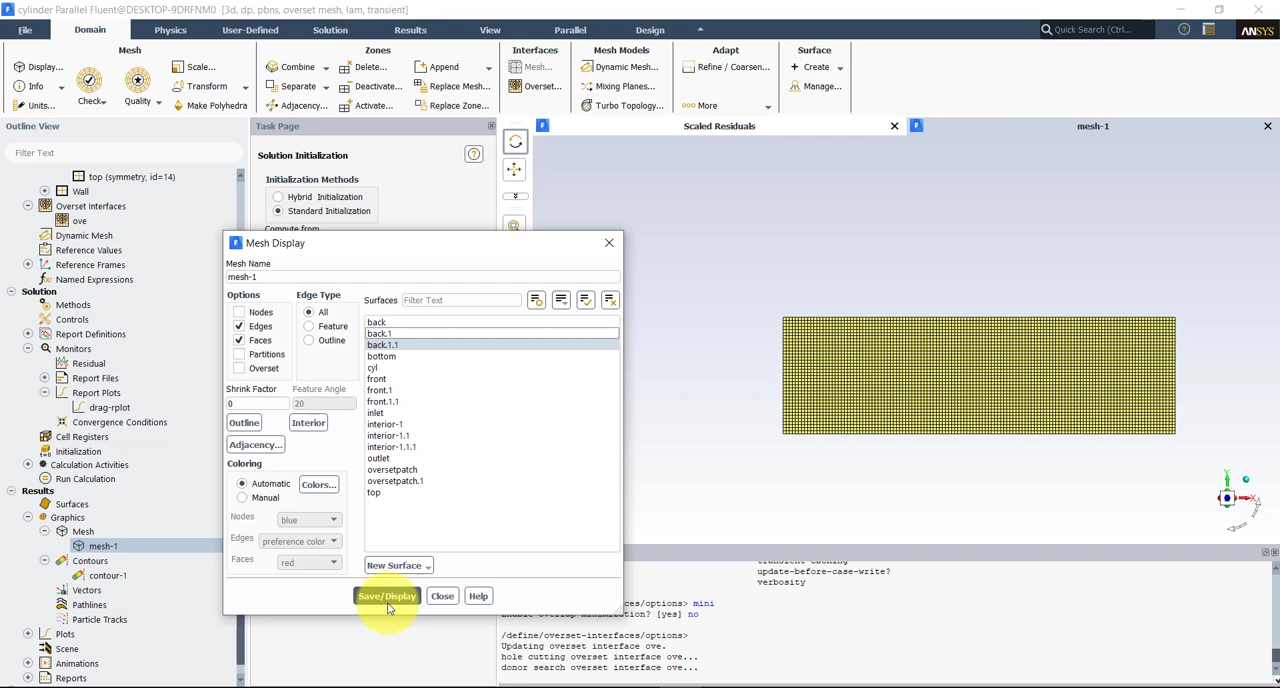 cylinder Parallel Fluent@DESKTOP-9DRFNM0 [3d, dp, pbns, overset mesh, lam, transient]
File Domain Physics User-Defined Solution Results View Parallel Design Quick Search (Ctrl... ANSYS
Mesh Zones Interfaces Mesh Models Adapt Surface
Display... Scale... Combine Delete... Append Mesh... Dynamic Mesh... Refine / Coarsen... Create
Info Transform Separate Deactivate... Replace Mesh... Overset... Mixing Planes... Manage...
Units... Check Quality Make Polyhedra Adjacency... Activate... Replace Zone... Turbo Topology... More
Outline View
Filter Text
top (symmetry, id=14)
Wall
Overset Interfaces
ove
Dynamic Mesh
Reference Values
Reference Frames
Named Expressions
Solution
Methods
Controls
Report Definitions
Monitors
Residual
Report Files
Report Plots
drag-rplot
Convergence Conditions
Cell Registers
Initialization
Calculation Activities
Run Calculation
Results
Surfaces
Graphics
Mesh
mesh-1
Contours
contour-1
Vectors
Pathlines
Particle Tracks
Plots
Scene
Animations
Reports
Task Page
Solution Initialization
Initialization Methods
Hybrid Initialization
Standard Initialization
Compute from
Scaled Residuals
mesh-1
Mesh Display
Mesh Name
mesh-1
Options
Nodes
Edges
Faces
Partitions
Overset
Edge Type
All
Feature
Outline
Shrink Factor Feature Angle
0 20
Outline Interior
Adjacency...
Coloring
Automatic Colors...
Manual
Nodes blue
Edges preference color
Faces red
Surfaces Filter Text
back
back.1
back.1.1
bottom
cyl
front
front.1
front.1.1
inlet
interior-1
interior-1.1
interior-1.1.1
outlet
oversetpatch
oversetpatch.1
top
New Surface
Save/Display Close Help
Y
X
update-before-case-write?
verbosity
ces/options> mini
[yes] no
/define/overset-interfaces/options>
Updating overset interface ove.
hole cutting overset interface ove...
donor search overset interface ove...